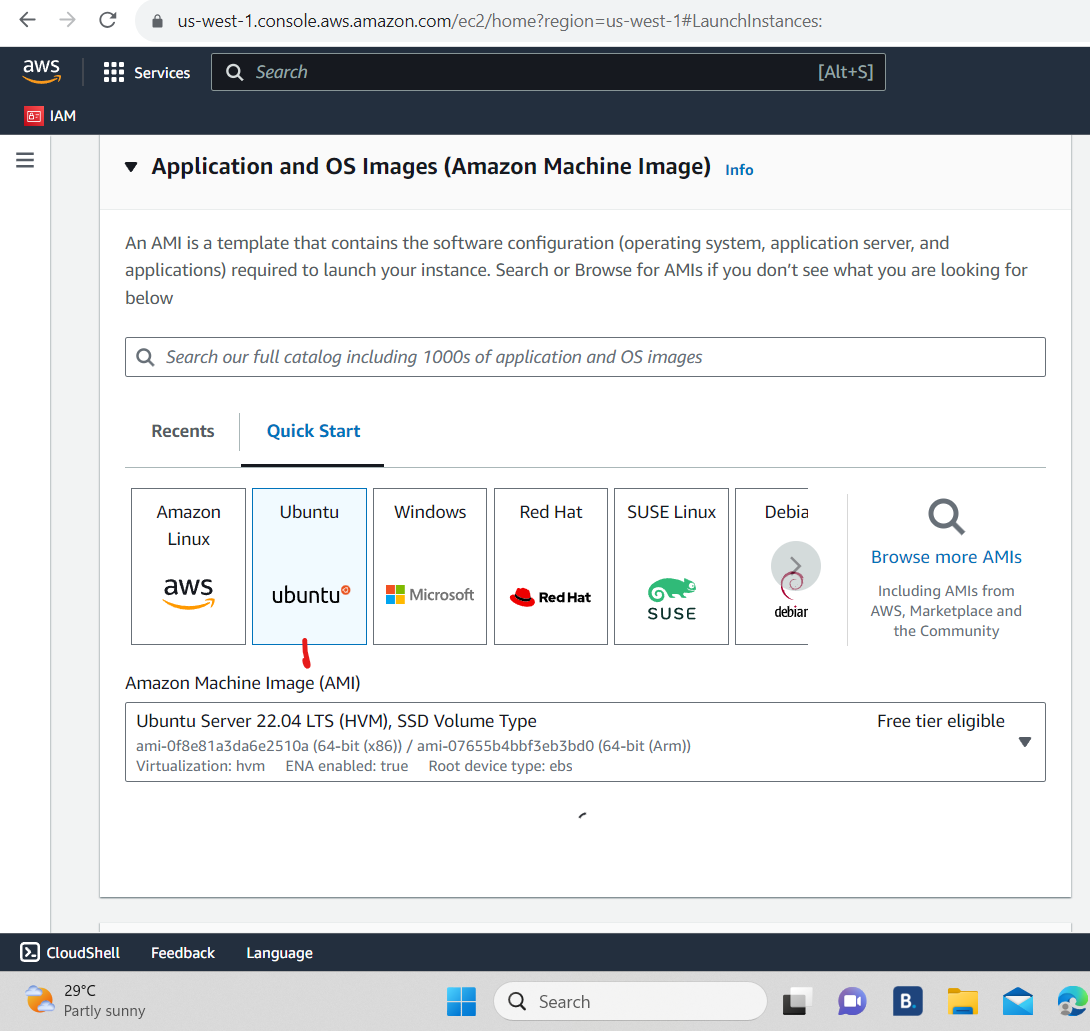 us-west-1.console.aws.amazon.com/ec2/home?region=us-west-1#LaunchInstances:
aws
Services
Search
[Alt+S]
IAM
Application and OS Images (Amazon Machine Image) Info
An AMI is a template that contains the software configuration (operating system, application server, and
applications) required to launch your instance. Search or Browse for AMIs if you don’t see what you are looking for
below
Search our full catalog including 1000s of application and OS images
Recents
Quick Start
Amazon
Linux
aws
Ubuntu
ubuntu
Windows
Microsoft
Red Hat
Red Hat
SUSE Linux
SUSE
Debia
debian
Browse more AMIs
Including AMIs from
AWS, Marketplace and
the Community
Amazon Machine Image (AMI)
Ubuntu Server 22.04 LTS (HVM), SSD Volume Type
Free tier eligible
ami-0f8e81a3da6e2510a (64-bit (x86)) / ami-07655b4bbf3eb3bd0 (64-bit (Arm))
Virtualization: hvm ENA enabled: true Root device type: ebs
CloudShell Feedback Language
29°C
Partly sunny
Search
B.